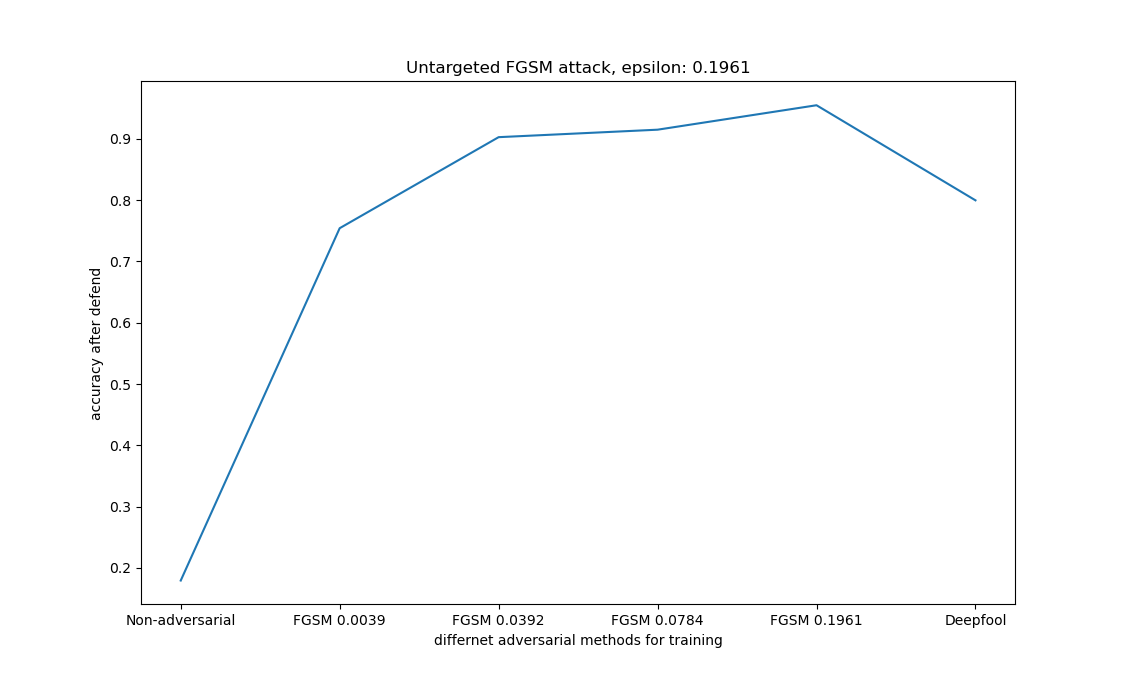 Untargeted FGSM attack, epsilon: 0.1961
accuracy after defend
0.9
0.8
0.7
0.6
0.5
0.4
0.3
0.2
Non-adversarial FGSM 0.0039 FGSM 0.0392 FGSM 0.0784 FGSM 0.1961 Deepfool
differnet adversarial methods for training